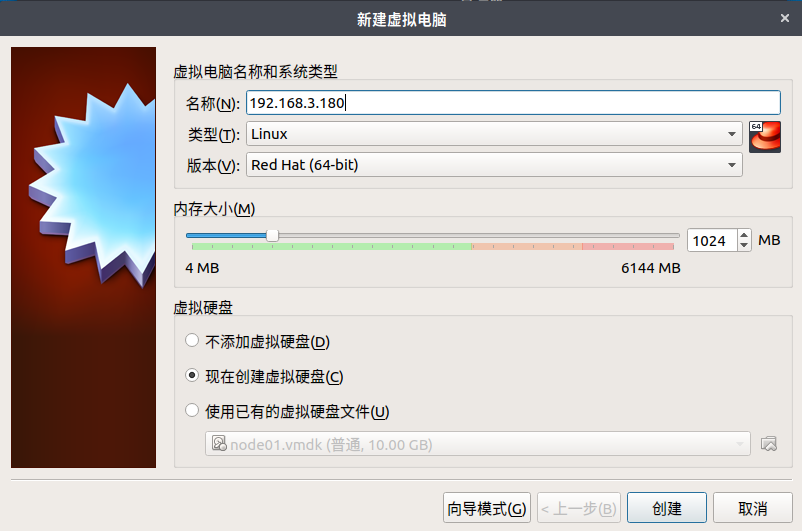 新建虚拟电脑
虚拟电脑名称和系统类型
名称(N): 192.168.3.180
类型(T): Linux
64
版本(V): Red Hat (64-bit)
内存大小(M)
1024 MB
4 MB 6144 MB
虚拟硬盘
不添加虚拟硬盘(D)
现在创建虚拟硬盘(C)
使用已有的虚拟硬盘文件(U)
node01.vmdk (普通, 10.00 GB)
向导模式(G) < 上一步(B) 创建 取消